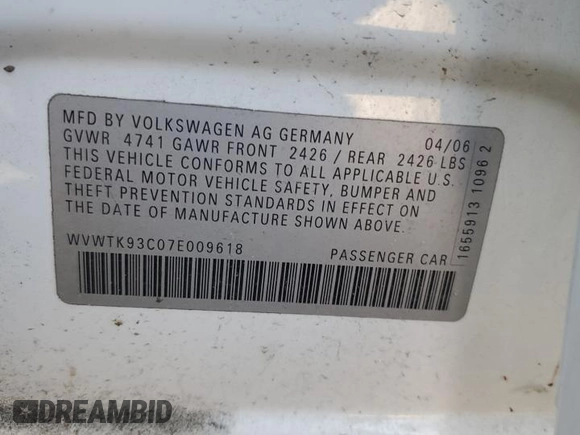 MFD BY VOLKSWAGEN AG GERMANY 04/06
GVWR 4741 GAWR FRONT 2426 / REAR 2426 LBS
THIS VEHICLE CONFORMS TO ALL APPLICABLE U.S.
FEDERAL MOTOR VEHICLE SAFETY, BUMPER AND
THEFT PREVENTION STANDARDS IN EFFECT ON
THE DATE OF MANUFACTURE SHOWN ABOVE.
WVWTK93C07E009618 PASSENGER CAR
1655913 1096 2
DREAMBID